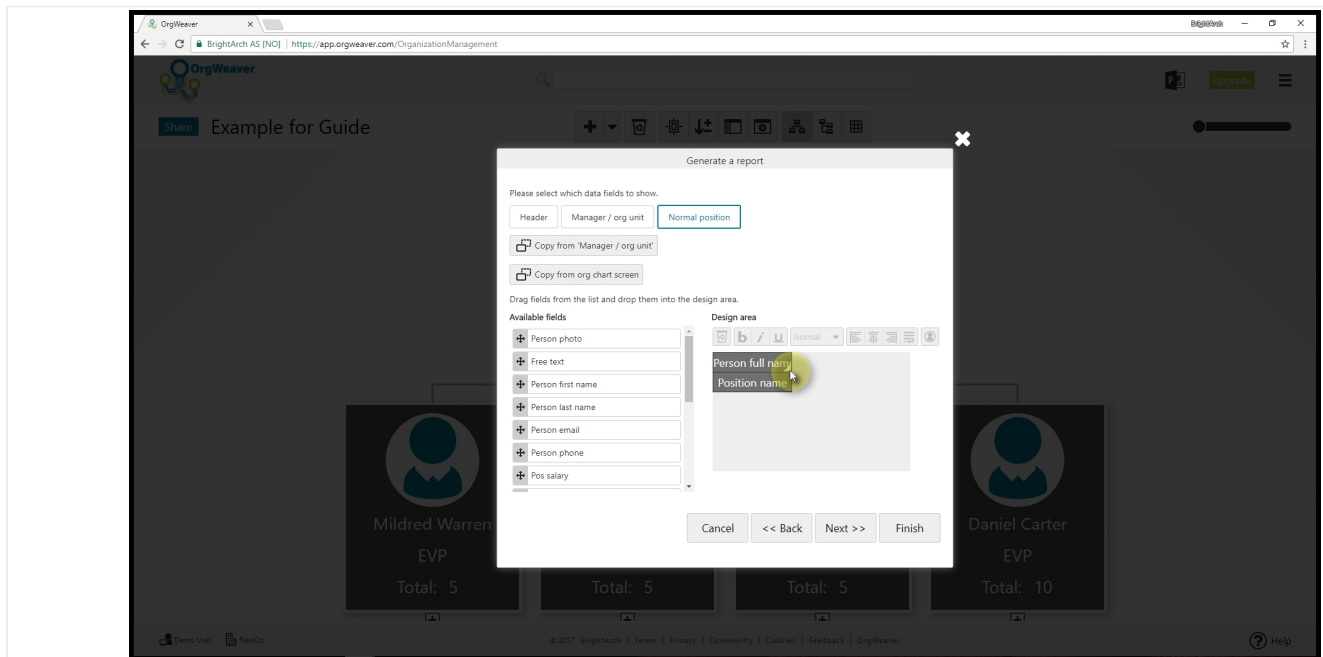 OrgWeaver
BrightArch
BrightArch AS [NO] | https://app.orgweaver.com/OrganizationManagement
OrgWeaver
Upgrade
Share Example for Guide
Generate a report
Please select which data fields to show.
Header Manager / org unit Normal position
Copy from 'Manager / org unit'
Copy from org chart screen
Drag fields from the list and drop them into the design area.
Available fields Design area
b i u Normal
Person photo
Free text
Person first name
Person last name
Person email
Person phone
Pos salary
Person full name
Position name
Cancel << Back Next >> Finish
Mildred Warren Daniel Carter
EVP EVP
Total: 5 Total: 5 Total: 5 Total: 10
Demo User NewCo © 2017 BrightArch | Terms | Privacy | Community | Cookies | Feedback | OrgWeaver Help